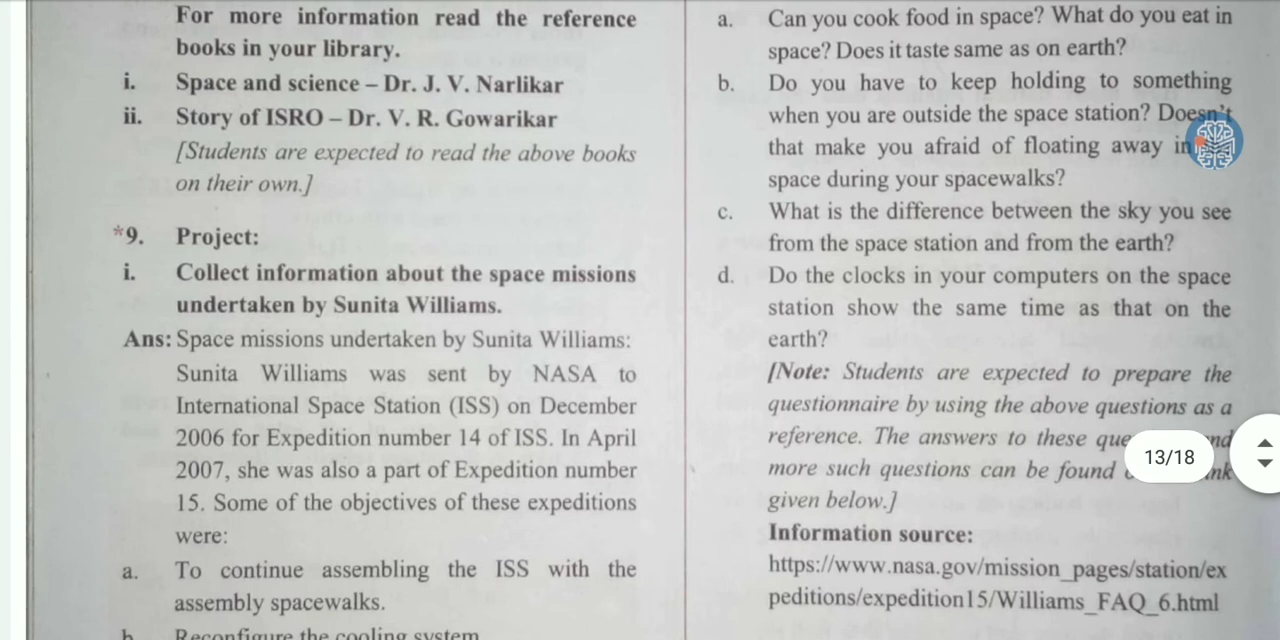 For more information read the reference
books in your library.
i. Space and science – Dr. J. V. Narlikar
ii. Story of ISRO – Dr. V. R. Gowarikar
[Students are expected to read the above books
on their own.]
*9. Project:
i. Collect information about the space missions
undertaken by Sunita Williams.
Ans: Space missions undertaken by Sunita Williams:
Sunita Williams was sent by NASA to
International Space Station (ISS) on December
2006 for Expedition number 14 of ISS. In April
2007, she was also a part of Expedition number
15. Some of the objectives of these expeditions
were:
a. To continue assembling the ISS with the
assembly spacewalks.
b. Reconfigure the cooling system
a. Can you cook food in space? What do you eat in
space? Does it taste same as on earth?
b. Do you have to keep holding to something
when you are outside the space station? Doesn't
that make you afraid of floating away in
space during your spacewalks?
c. What is the difference between the sky you see
from the space station and from the earth?
d. Do the clocks in your computers on the space
station show the same time as that on the
earth?
[Note: Students are expected to prepare the
questionnaire by using the above questions as a
reference. The answers to these
more such questions can be found
given below.]
Information source:
https://www.nasa.gov/mission_pages/station/ex
peditions/expedition15/Williams_FAQ_6.html
13/18